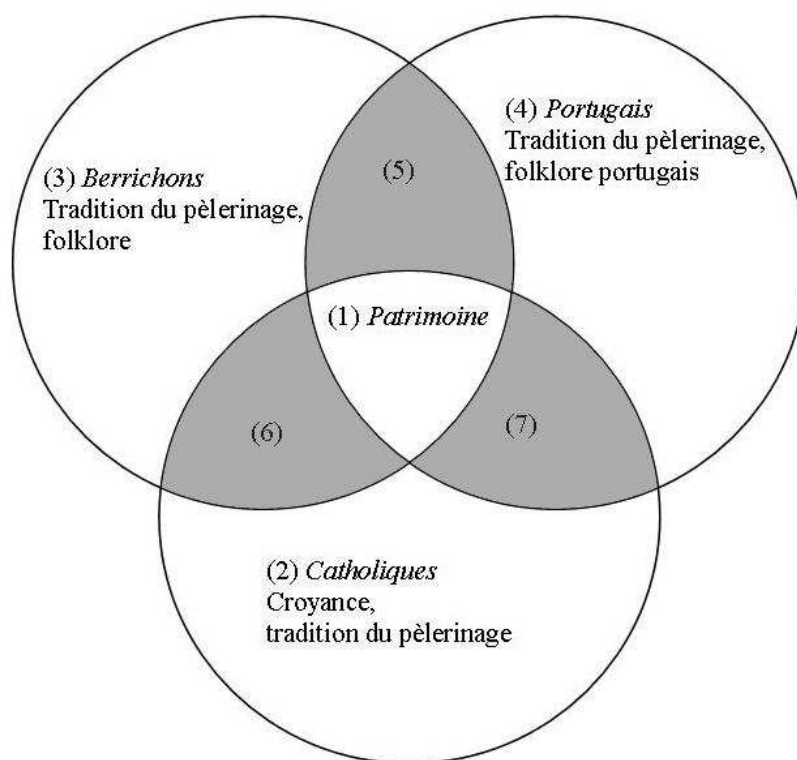 (4) Portugais
Tradition du pèlerinage,
folklore portugais
(5)
(3) Berrichons
Tradition du pèlerinage,
folklore
(1) Patrimoine
(6)
(7)
(2) Catholiques
Croyance,
tradition du pèlerinage